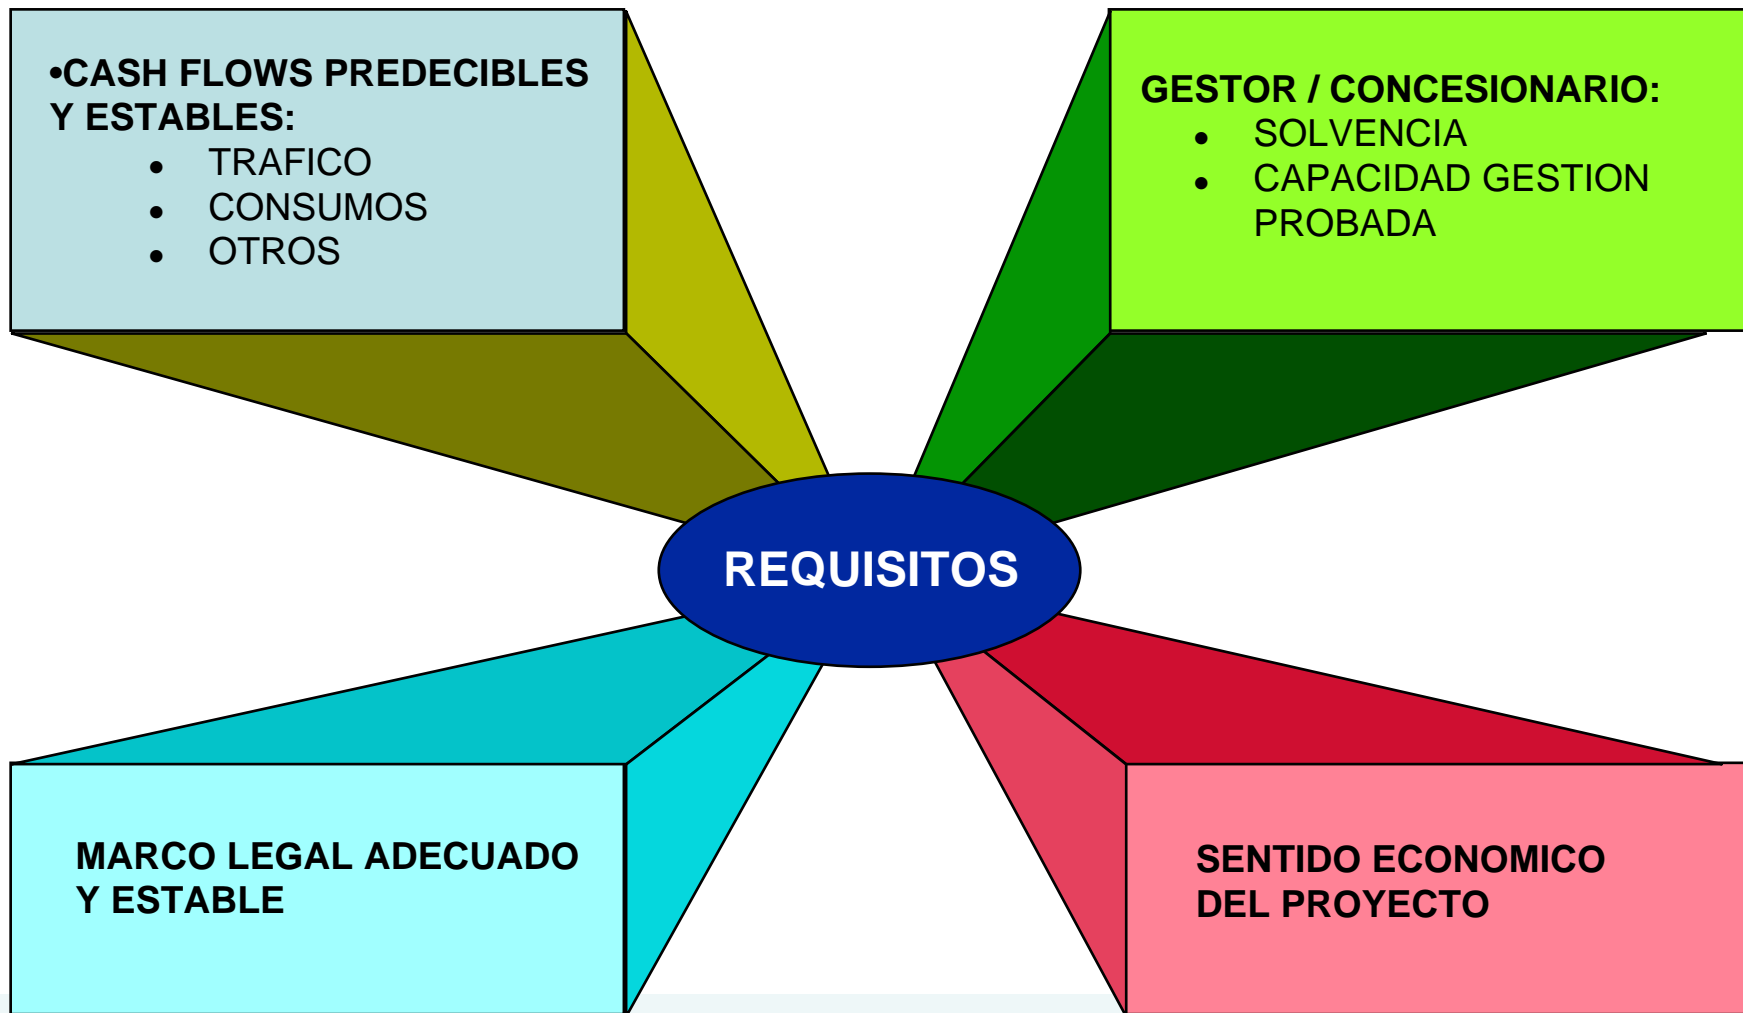 •CASH FLOWS PREDECIBLES
Y ESTABLES:
• TRAFICO
• CONSUMOS
• OTROS
GESTOR / CONCESIONARIO:
• SOLVENCIA
• CAPACIDAD GESTION
PROBADA
REQUISITOS
MARCO LEGAL ADECUADO
Y ESTABLE
SENTIDO ECONOMICO
DEL PROYECTO